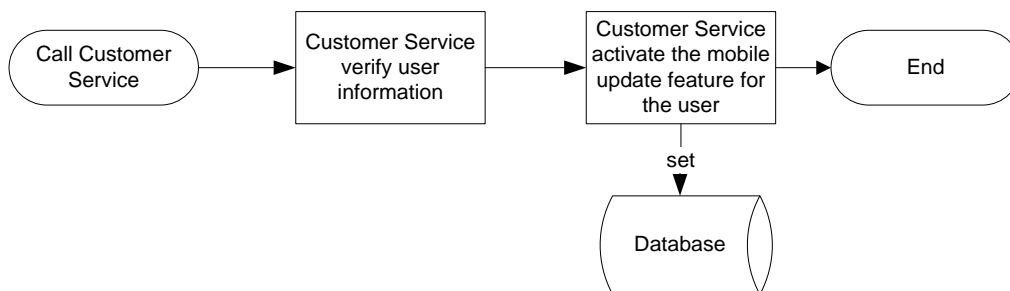 Call Customer
Service
Customer Service
verify user
information
Customer Service
activate the mobile
update feature for
the user
End
set
Database